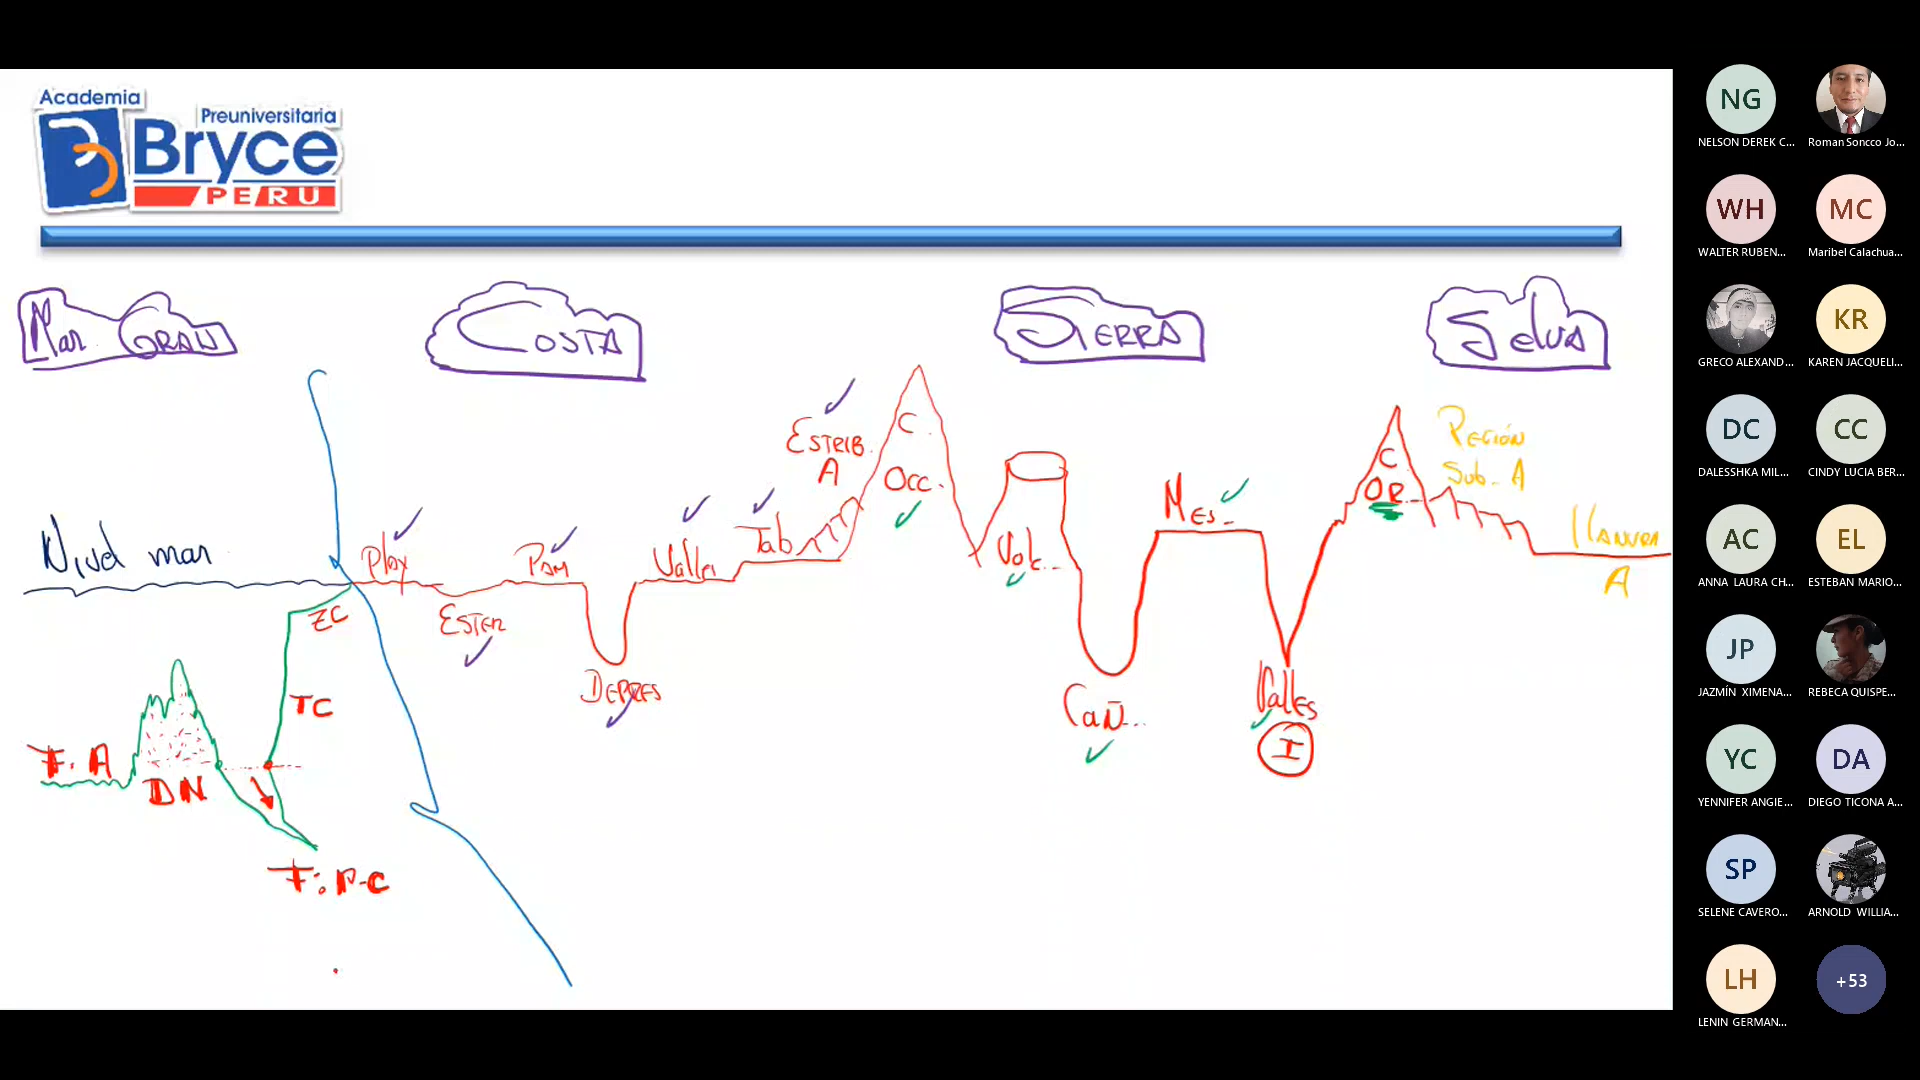 Academia
Preuniversitaria
Bryce
PERU
Mar GRAU
COSTA
SIERRA
Selva
Nivel mar
Play
ESTER
Pam
DEPRES
Valles
Tab
ESTRIB.
A
C.
Occ.
Volc...
Cañ...
Mes_
Valles
I
C
OR.
REGIÓN
Sub_A
llanura
A
ZC
TC
F. A
DN
F. P-C
NG
NELSON DEREK C...
Roman Soncco Jo...
WH
WALTER RUBEN...
MC
Maribel Calachua...
GRECO ALEXAND...
KR
KAREN JACQUELI...
DC
DALESSHKA MIL...
CC
CINDY LUCIA BER...
AC
ANNA LAURA CH...
EL
ESTEBAN MARIO...
JP
JAZMÍN XIMENA...
REBECA QUISPE...
YC
YENNIFER ANGIE...
DA
DIEGO TICONA A...
SP
SELENE CAVERO...
ARNOLD WILLIA...
LH
LENIN GERMAN...
+53